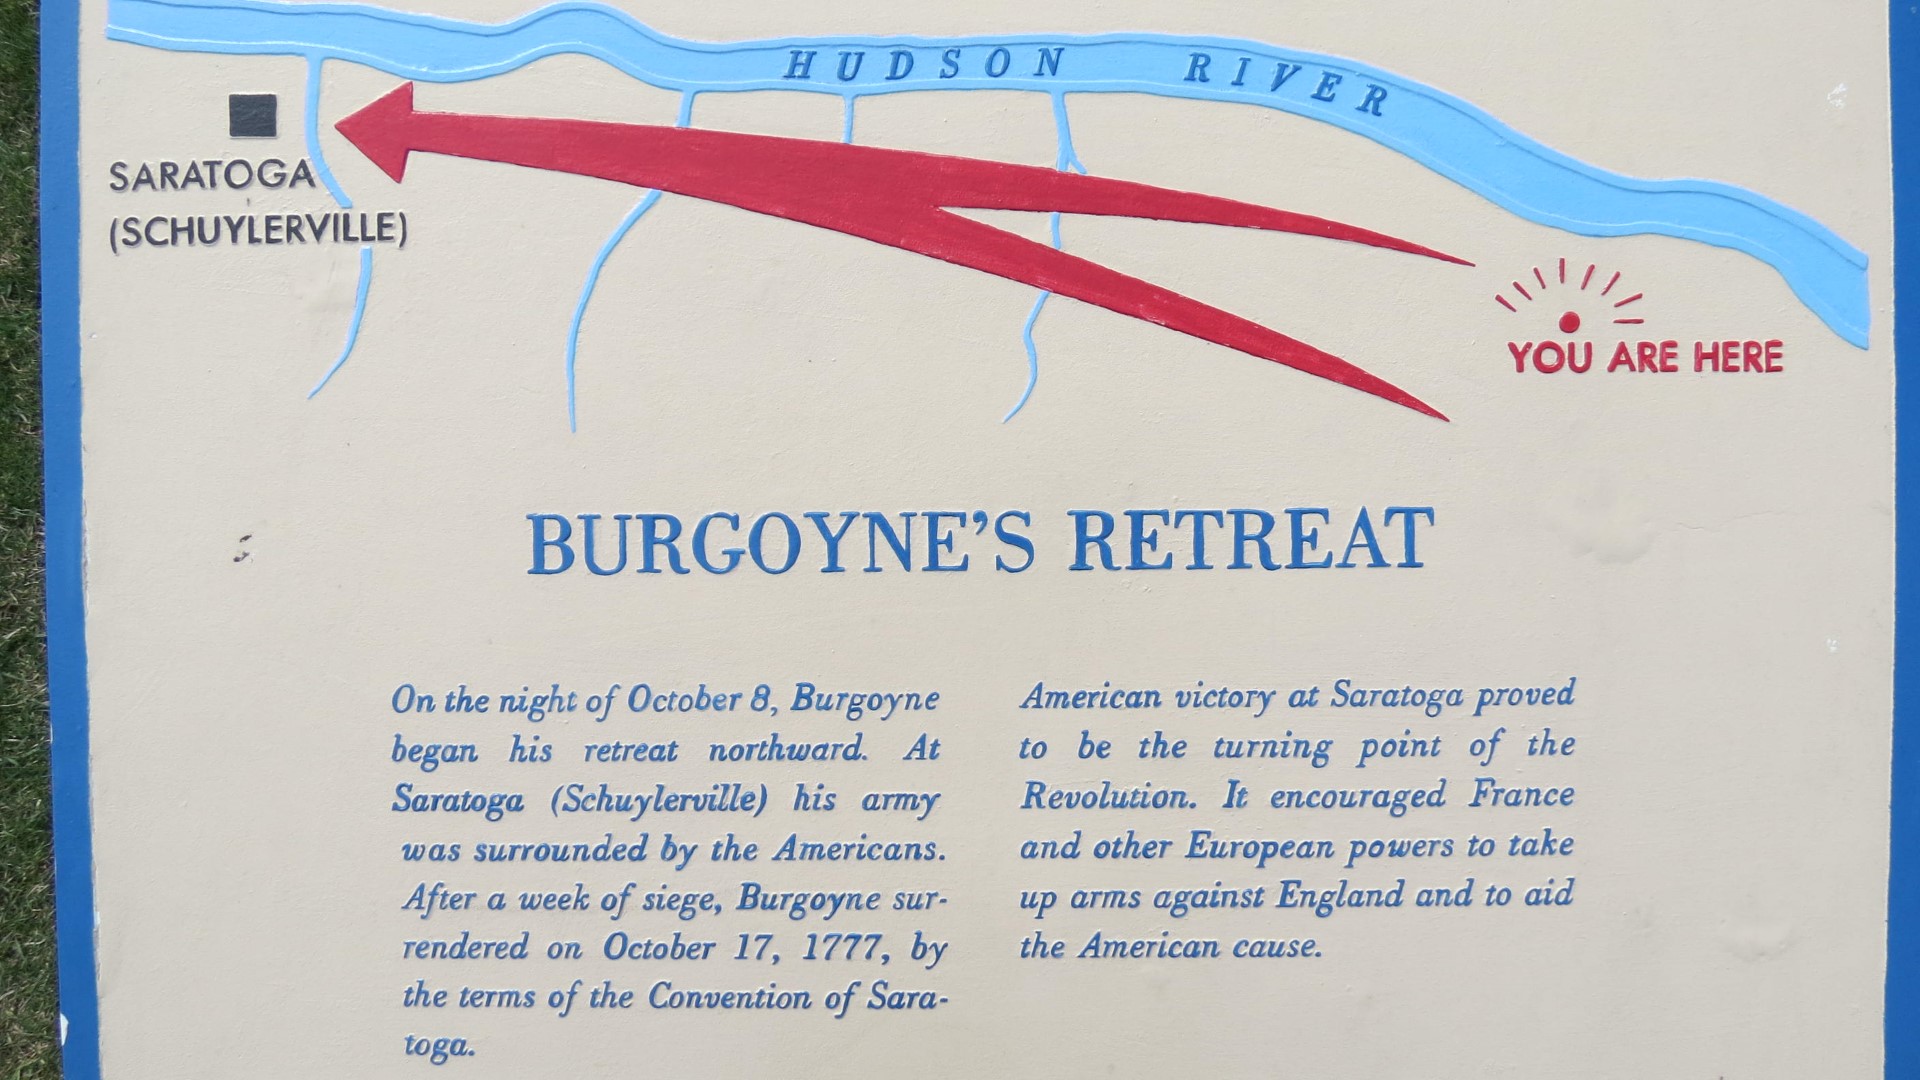 HUDSON RIVER
SARATOGA
(SCHUYLERVILLE)
YOU ARE HERE
BURGOYNE'S RETREAT
On the night of October 8, Burgoyne
began his retreat northward. At
Saratoga (Schuylerville) his army
was surrounded by the Americans.
After a week of siege, Burgoyne sur-
rendered on October 17, 1777, by
the terms of the Convention of Sara-
toga.
American victory at Saratoga proved
to be the turning point of the
Revolution. It encouraged France
and other European powers to take
up arms against England and to aid
the American cause.